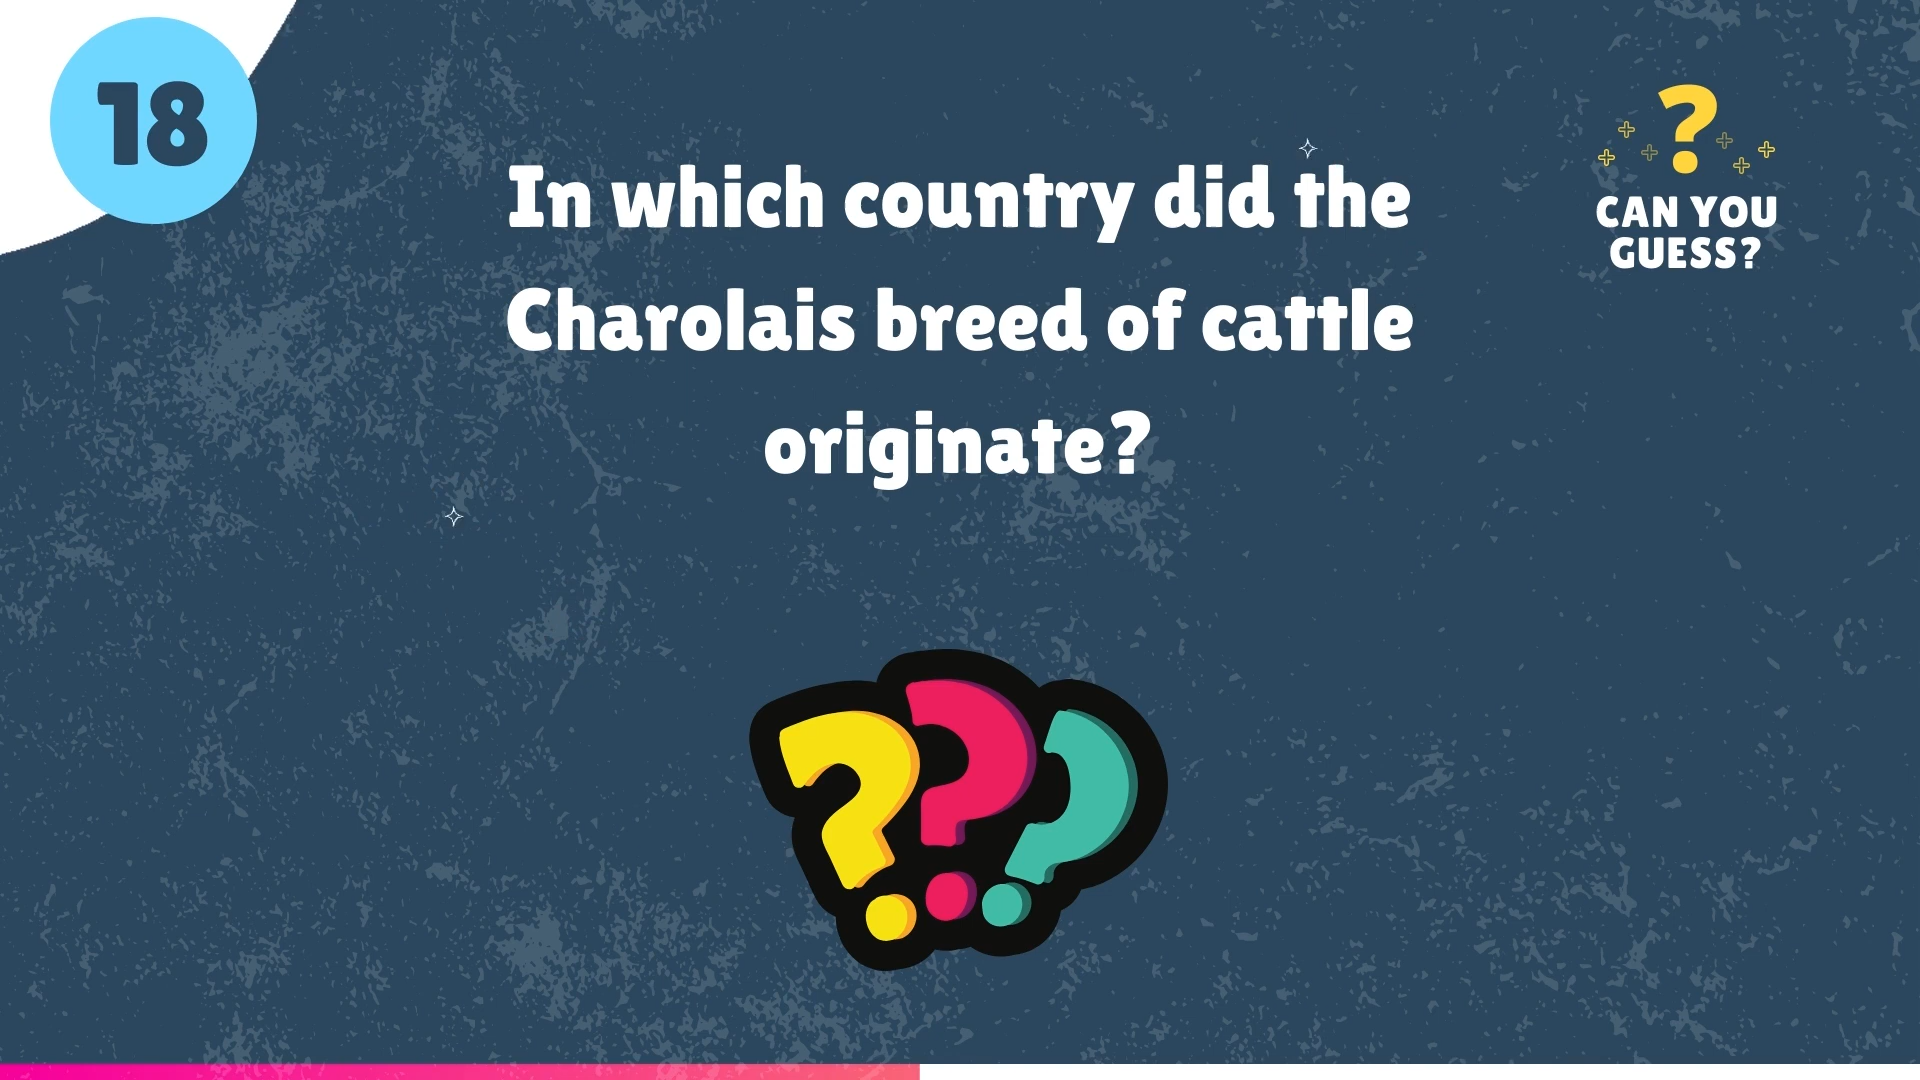 18
In which country did the
Charolais breed of cattle
originate?
?
CAN YOU
GUESS?
???